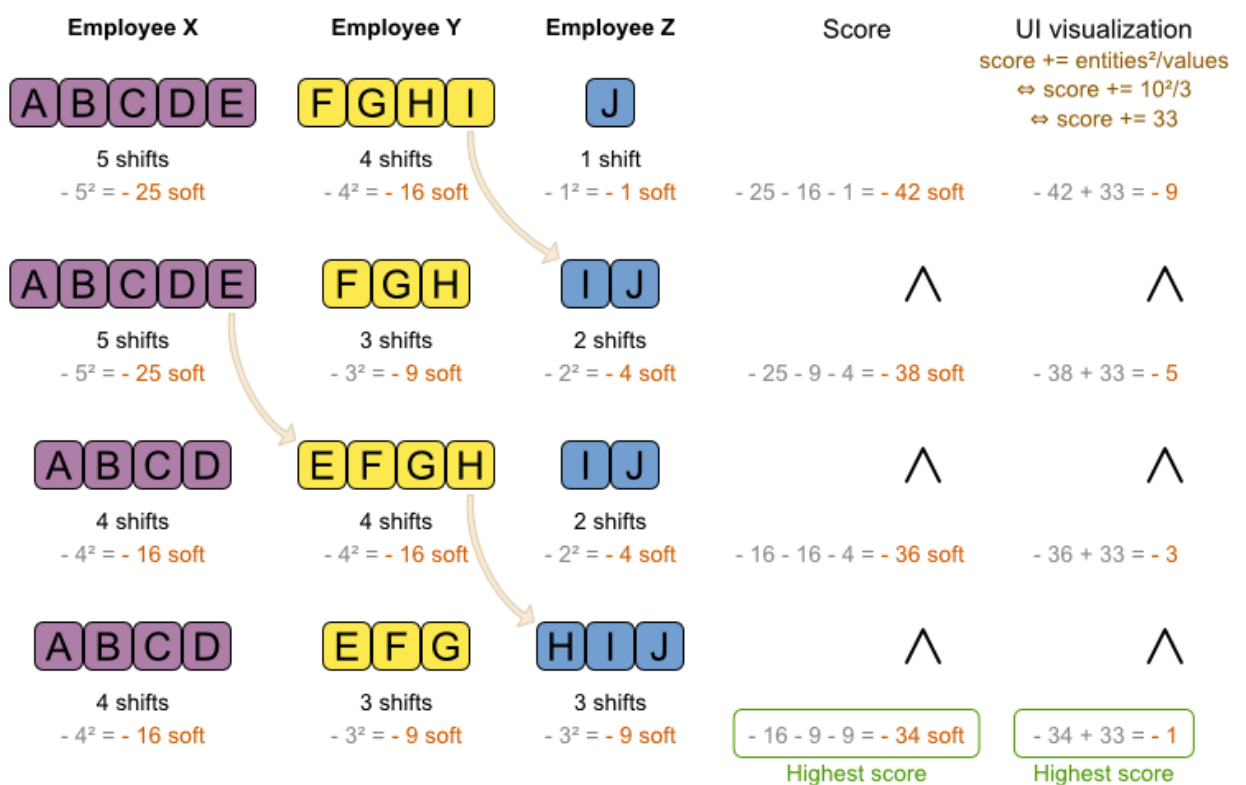 Employee X Employee Y Employee Z Score UI visualization
score += entities²/values
⇔ score += 10²/3
⇔ score += 33
A B C D E F G H I J
5 shifts 4 shifts 1 shift
- 5² = - 25 soft - 4² = - 16 soft - 1² = - 1 soft - 25 - 16 - 1 = - 42 soft - 42 + 33 = - 9
A B C D E F G H I J
5 shifts 3 shifts 2 shifts
- 5² = - 25 soft - 3² = - 9 soft - 2² = - 4 soft - 25 - 9 - 4 = - 38 soft - 38 + 33 = - 5
A B C D E F G H I J
4 shifts 4 shifts 2 shifts
- 4² = - 16 soft - 4² = - 16 soft - 2² = - 4 soft - 16 - 16 - 4 = - 36 soft - 36 + 33 = - 3
A B C D E F G H I J
4 shifts 3 shifts 3 shifts
- 4² = - 16 soft - 3² = - 9 soft - 3² = - 9 soft - 16 - 9 - 9 = - 34 soft - 34 + 33 = - 1
Highest score Highest score